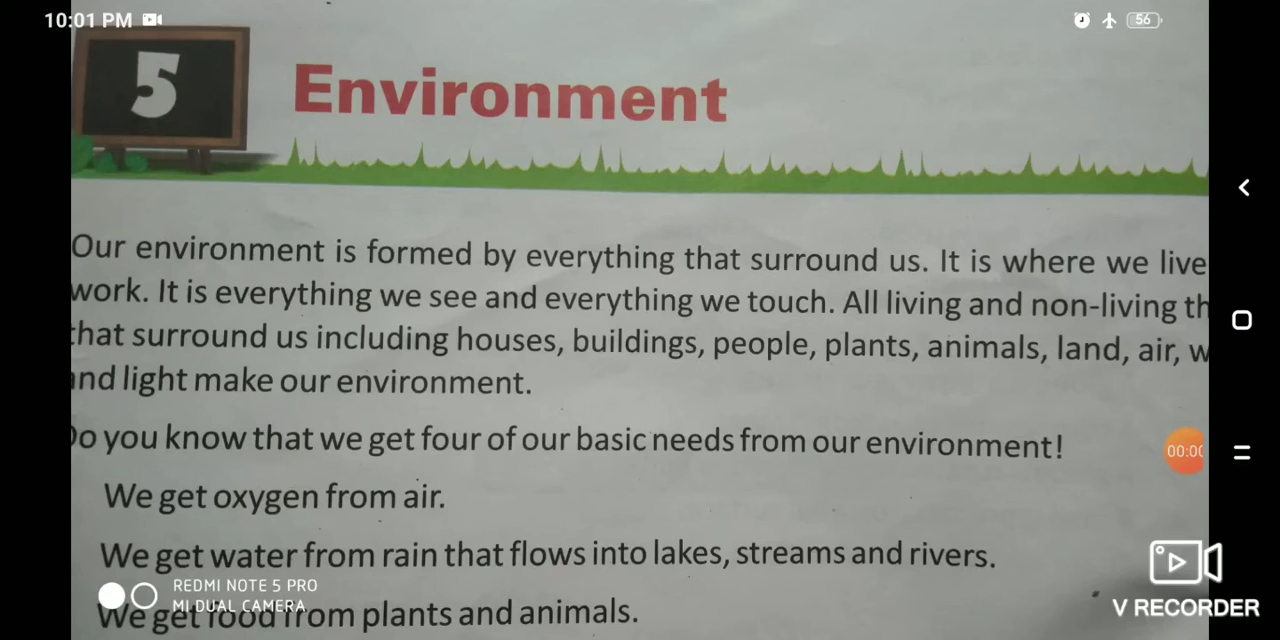 10:01 PM
56
5
Environment
Our environment is formed by everything that surround us. It is where we live
work. It is everything we see and everything we touch. All living and non-living
that surround us including houses, buildings, people, plants, animals, land, air,
and light make our environment.
Do you know that we get four of our basic needs from our environment!
We get oxygen from air.
We get water from rain that flows into lakes, streams and rivers.
REDMI NOTE 5 PRO
MI DUAL CAMERA
We get food from plants and animals.
00:00
V RECORDER